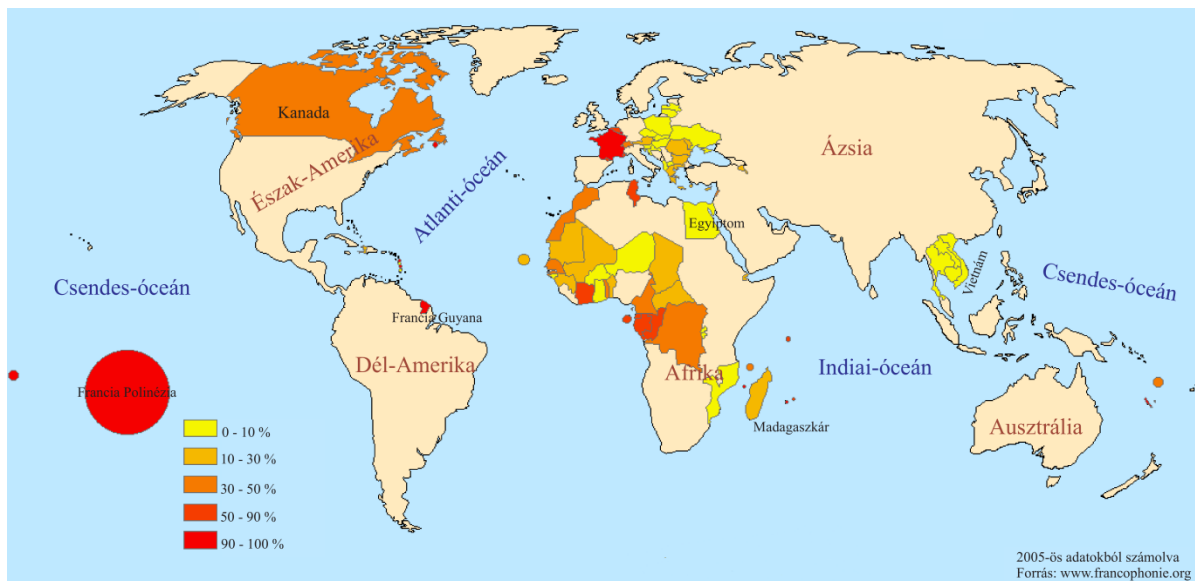 Kanada
Észak-Amerika
Atlanti-óceán
Ázsia
Egyiptom
Vietnám
Csendes-óceán
Csendes-óceán
Francia Guyana
Dél-Amerika
Afrika
Indiai-óceán
Francia Polinézia
Madagaszkár
Ausztrália
0 - 10 %
10 - 30 %
30 - 50 %
50 - 90 %
90 - 100 %
2005-ös adatokból számolva
Forrás: www.francophonie.org